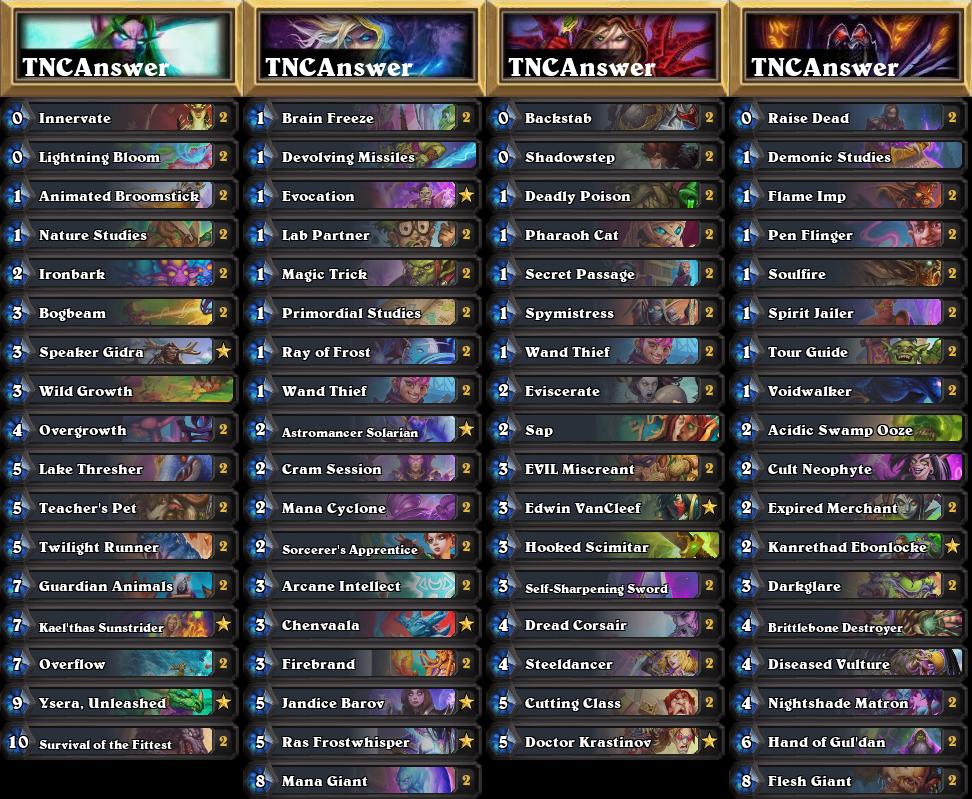 TNCAnswer
0 Innervate 2
0 Lightning Bloom 2
1 Animated Broomstick 2
1 Nature Studies 2
2 Ironbark 2
3 Bogbeam 2
3 Speaker Gidra
3 Wild Growth
4 Overgrowth 2
5 Lake Thresher 2
5 Teacher's Pet 2
5 Twilight Runner 2
7 Guardian Animals 2
7 Kael'thas Sunstrider
7 Overflow 2
9 Ysera, Unleashed
10 Survival of the Fittest 2
TNCAnswer
1 Brain Freeze 2
1 Devolving Missiles
1 Evocation
1 Lab Partner 2
1 Magic Trick 2
1 Primordial Studies 2
1 Ray of Frost 2
1 Wand Thief 2
2 Astromancer Solarian
2 Cram Session 2
2 Mana Cyclone 2
2 Sorcerer's Apprentice 2
3 Arcane Intellect 2
3 Chenvaala
3 Firebrand 2
5 Jandice Barov
5 Ras Frostwhisper
8 Mana Giant 2
TNCAnswer
0 Backstab 2
0 Shadowstep 2
1 Deadly Poison 2
1 Pharaoh Cat 2
1 Secret Passage 2
1 Spymistress 2
1 Wand Thief 2
2 Eviscerate 2
2 Sap
3 EVIL Miscreant 2
3 Edwin VanCleef
3 Hooked Scimitar
3 Self-Sharpening Sword 2
4 Dread Corsair 2
4 Steeldancer 2
5 Cutting Class 2
5 Doctor Krastinov
TNCAnswer
0 Raise Dead 2
1 Demonic Studies
1 Flame Imp 2
1 Pen Flinger 2
1 Soulfire 2
1 Spirit Jailer 2
1 Tour Guide 2
1 Voidwalker 2
2 Acidic Swamp Ooze
2 Cult Neophyte
2 Expired Merchant 2
2 Kanrethad Ebonlocke
3 Darkglare 2
4 Brittlebone Destroyer
4 Diseased Vulture
4 Nightshade Matron 2
6 Hand of Gul'dan 2
8 Flesh Giant 2